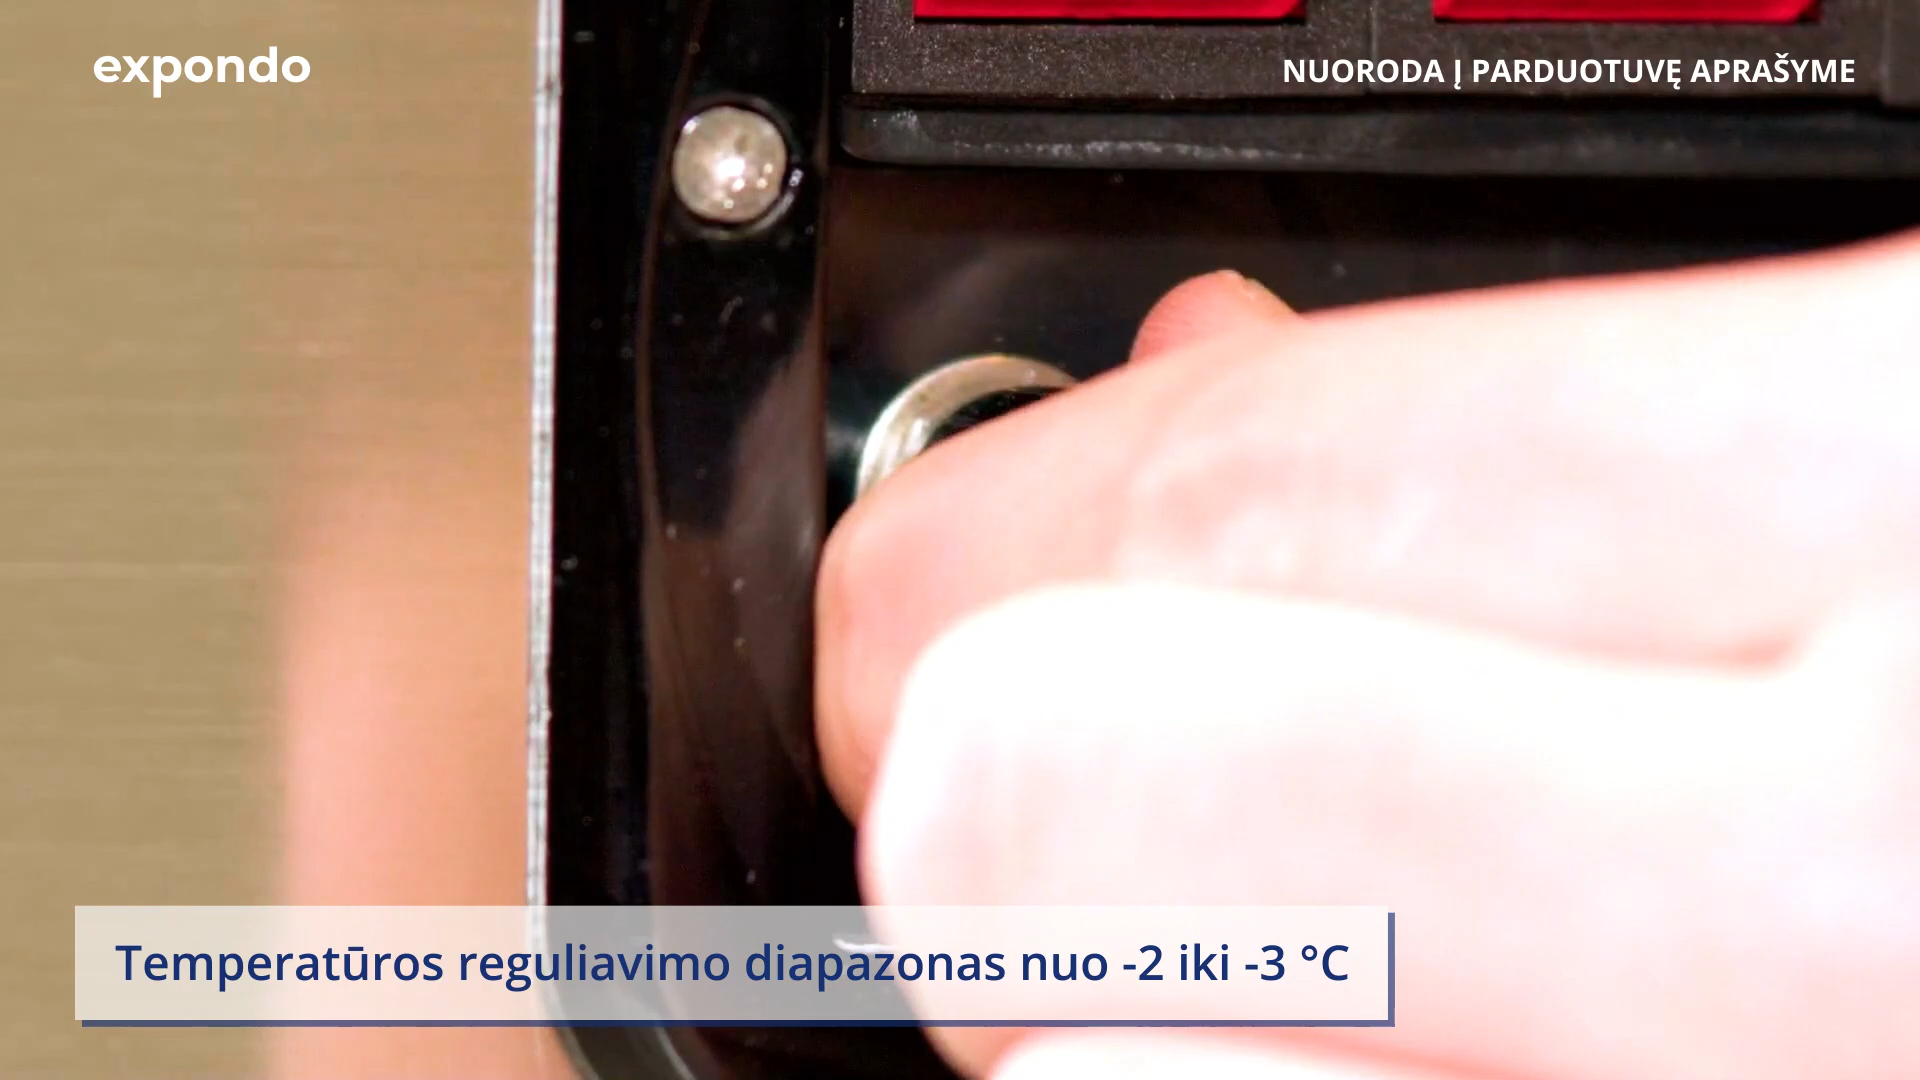 expondo
NUORODA Į PARDUOTUVĘ APRAŠYME
Temperatūros reguliavimo diapazonas nuo -2 iki -3 °C